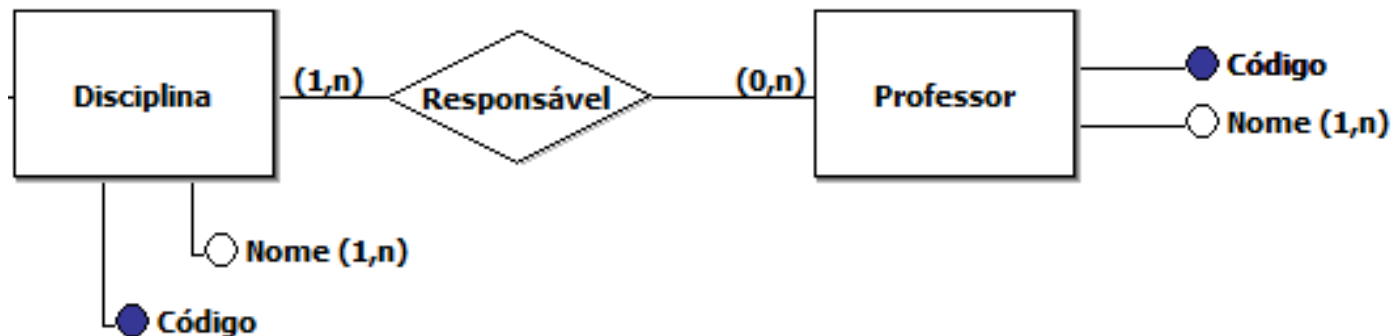 Disciplina
(1,n)
Responsável
(0,n)
Professor
Código
Nome (1,n)
Nome (1,n)
Código